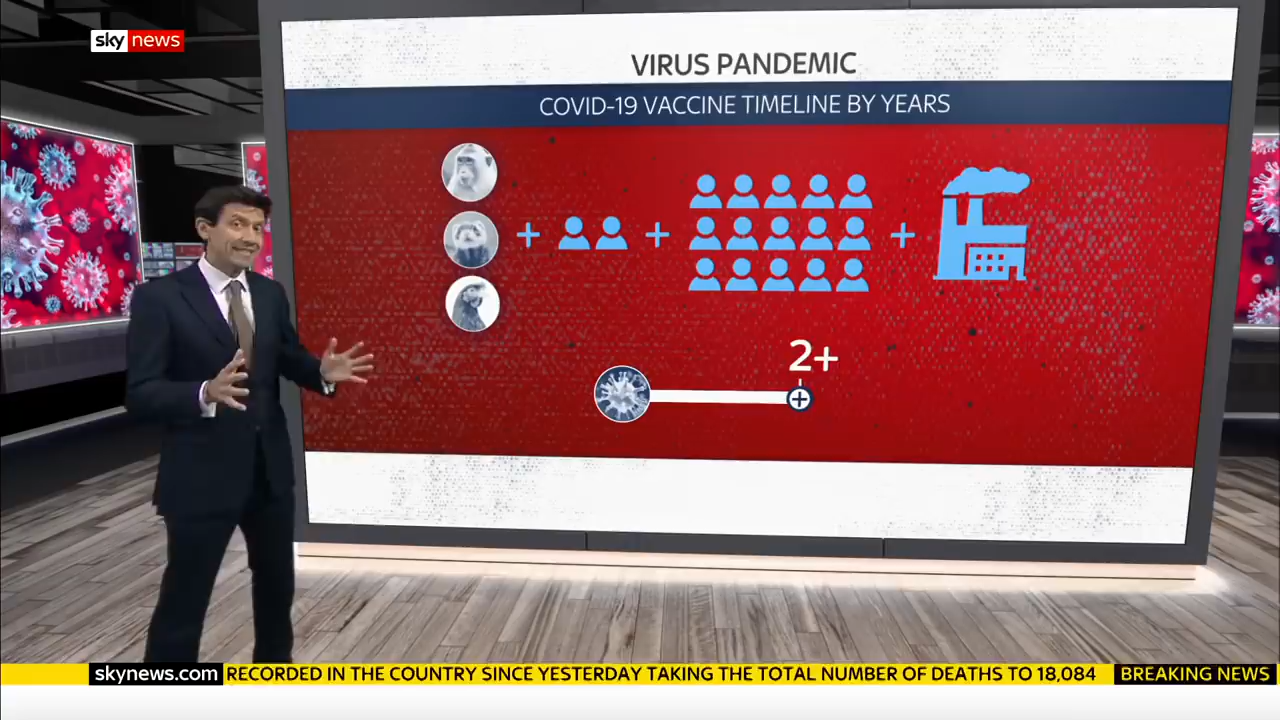 sky news
VIRUS PANDEMIC
COVID-19 VACCINE TIMELINE BY YEARS
+ + +
2+
skynews.com RECORDED IN THE COUNTRY SINCE YESTERDAY TAKING THE TOTAL NUMBER OF DEATHS TO 18,084 BREAKING NEWS